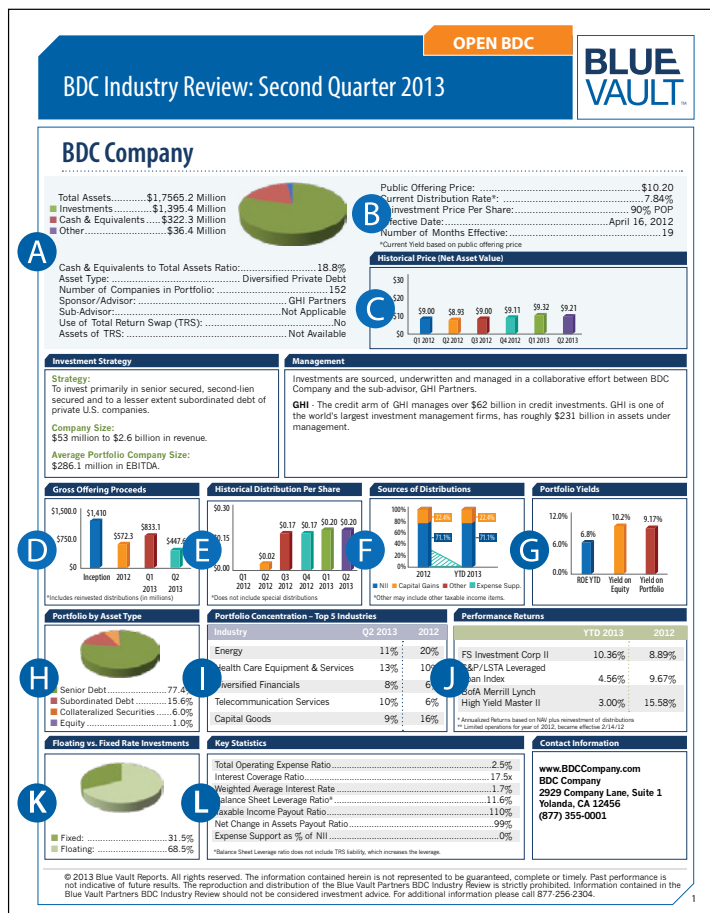 OPEN BDC
BDC Industry Review: Second Quarter 2013
BLUE
VAULT™
BDC Company
Total Assets............$1,7565.2 Million
Investments............$1,395.4 Million
Cash & Equivalents.....$322.3 Million
Other.....................$36.4 Million
A
Cash & Equivalents to Total Assets Ratio:........................18.8%
Asset Type: ............................... Diversified Private Debt
Number of Companies in Portfolio: ................................152
Sponsor/Advisor: .......................................... GHI Partners
Sub-Advisor:............................................Not Applicable
Use of Total Return Swap (TRS): ....................................No
Assets of TRS: ............................................ Not Available
B
Public Offering Price: ........................................$10.20
Current Distribution Rate*: ....................................7.84%
investment Price Per Share: ..............................90% POP
fective Date: ..........................................April 16, 2012
Number of Months Effective: ......................................19
*Current Yield based on public offering price
Historical Price (Net Asset Value)
C
$30
$20
$10
$0
$9.00 $8.93 $9.00 $9.11 $9.32 $9.21
Q1 2012 Q2 2012 Q3 2012 Q4 2012 Q1 2013 Q2 2013
Investment Strategy
Strategy:
To invest primarily in senior secured, second-lien
secured and to a lesser extent subordinated debt of
private U.S. companies.
Company Size:
$53 million to $2.6 billion in revenue.
Average Portfolio Company Size:
$286.1 million in EBITDA.
Management
Investments are sourced, underwritten and managed in a collaborative effort between BDC
Company and the sub-advisor, GHI Partners.
GHI - The credit arm of GHI manages over $62 billion in credit investments. GHI is one of
the world's largest investment management firms, has roughly $231 billion in assets under
management.
Gross Offering Proceeds
D
$1,500.0
$750.0
$0
$1,410 $572.3 $833.1 $447.6
Inception 2012 Q1 Q2
2013 2013
*Includes reinvested distributions (in millions)
Historical Distribution Per Share
E
$0.30
$0.15
$0.00
$0.02 $0.17 $0.17 $0.20 $0.20
Q1 Q2 Q3 Q4 Q1 Q2
2012 2012 2012 2012 2013 2013
*Does not include special distributions
Sources of Distributions
F
100%
80%
60%
40%
20%
0%
22.4% 22.4%
71.1% 71.1%
2012 YTD 2013
NII Capital Gains Other Expense Supp.
*Other may include other taxable income items.
Portfolio Yields
G
12.0%
6.0%
0.0%
6.8% 10.2% 9.17%
ROE YTD Yield on Yield on
Equity Portfolio
Portfolio by Asset Type
H
Senior Debt......................77.4%
Subordinated Debt ...........15.6%
Collateralized Securities ......6.0%
Equity ..............................1.0%
Portfolio Concentration – Top 5 Industries
I
Industry Q2 2013 2012
Energy 11% 20%
Health Care Equipment & Services 13% 10%
Diversified Financials 8% 6%
Telecommunication Services 10% 6%
Capital Goods 9% 16%
Performance Returns
J
YTD 2013 2012
FS Investment Corp II 10.36% 8.89%
S&P/LSTA Leveraged
Loan Index 4.56% 9.67%
BofA Merrill Lynch
High Yield Master II 3.00% 15.58%
* Annualized Returns based on NAV plus reinvestment of distributions
** Limited operations for year of 2012, became effective 2/14/12
Floating vs. Fixed Rate Investments
K
Fixed: ............................31.5%
Floating: .........................68.5%
Key Statistics
L
Total Operating Expense Ratio ........................................2.5%
Interest Coverage Ratio................................................17.5x
Weighted Average Interest Rate ......................................1.7%
Balance Sheet Leverage Ratio*......................................11.6%
Taxable Income Payout Ratio ........................................110%
Net Change in Assets Payout Ratio .................................99%
Expense Support as % of NII ...........................................0%
*Balance Sheet Leverage ratio does not include TRS liability, which increases the leverage.
Contact Information
www.BDCCompany.com
BDC Company
2929 Company Lane, Suite 1
Yolanda, CA 12456
(877) 355-0001
© 2013 Blue Vault Reports. All rights reserved. The information contained herein is not represented to be guaranteed, complete or timely. Past performance is
not indicative of future results. The reproduction and distribution of the Blue Vault Partners BDC Industry Review is strictly prohibited. Information contained in the
Blue Vault Partners BDC Industry Review should not be considered investment advice. For additional information please call 877-256-2304.
1